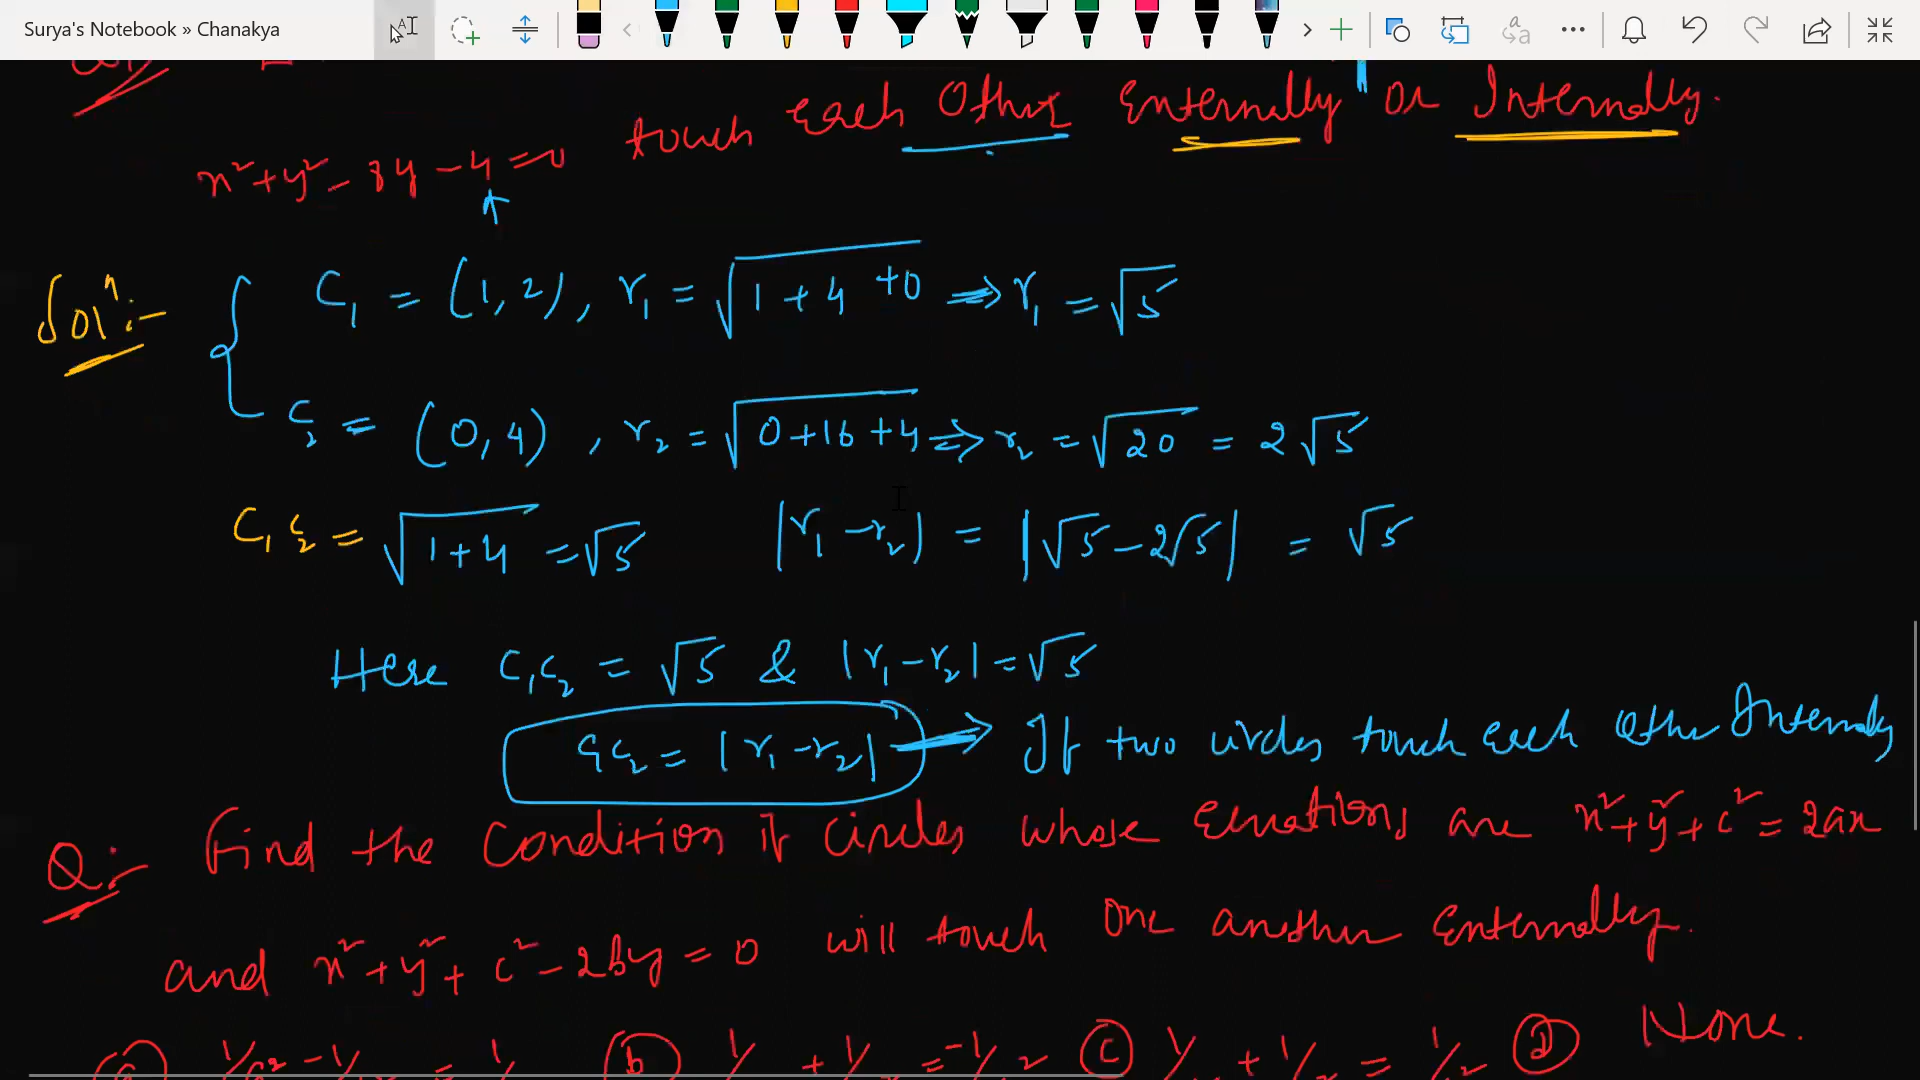 Surya's Notebook » Chanakya
touch each Other Externally or Internally.
x² + y² - 8y - 4 = 0
Solⁿ:- C₁ = (1, 2), r₁ = √(1 + 4 + 0) ⇒ r₁ = √5
C₂ = (0, 4), r₂ = √(0 + 16 + 4) ⇒ r₂ = √20 = 2√5
C₁C₂ = √(1 + 4) = √5 |r₁ - r₂| = |√5 - 2√5| = √5
Here C₁C₂ = √5 & |r₁ - r₂| = √5
C₁C₂ = |r₁ - r₂| → If two circles touch each Other Internally
Q:- Find the Condition if Circles whose Equations are x² + y² + c² = 2ax
and x² + y² + c² - 2by = 0 will touch One another Externally.
(b) (c) (d) None.